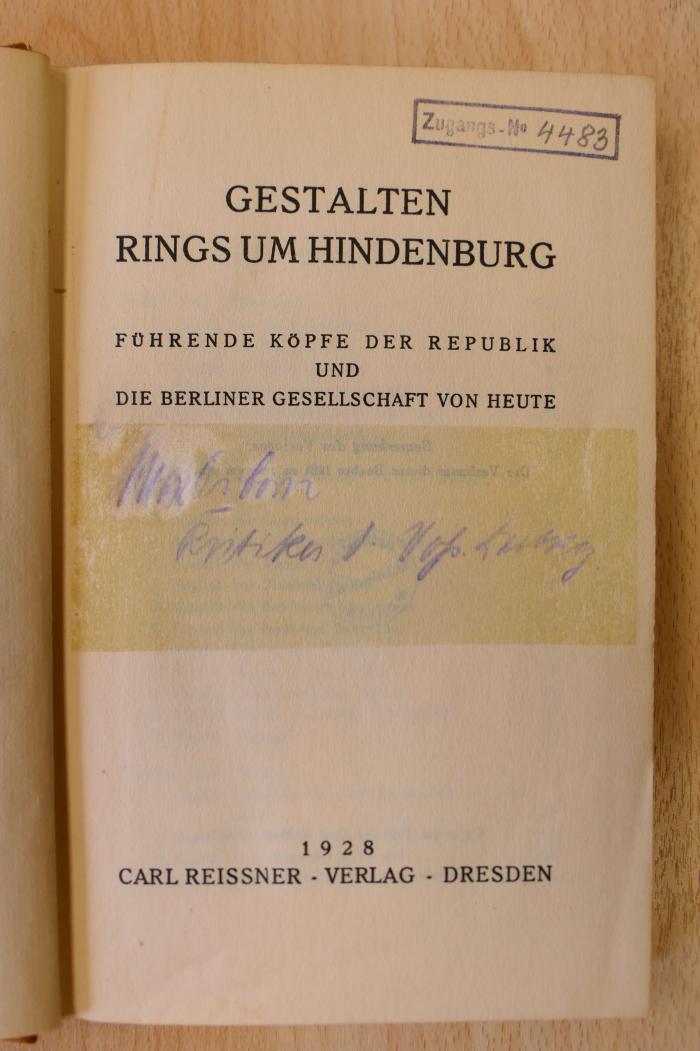 Zugangs-No 4483
GESTALTEN
RINGS UM HINDENBURG
FÜHRENDE KÖPFE DER REPUBLIK
UND
DIE BERLINER GESELLSCHAFT VON HEUTE
Kritiker
1928
CARL REISSNER - VERLAG - DRESDEN